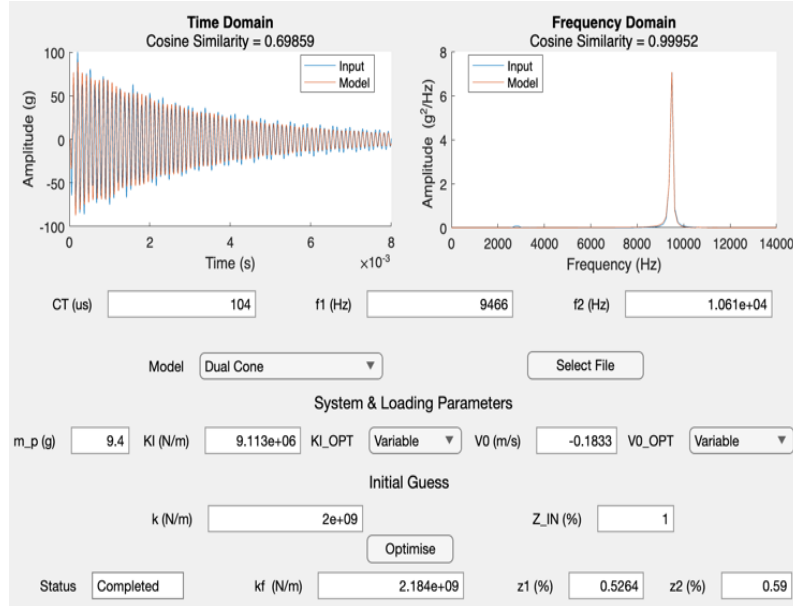 Time Domain
Cosine Similarity = 0.69859
100
50
0
-50
-100
Amplitude (g)
Input
Model
0 2 4 6 8
Time (s)
×10-3
Frequency Domain
Cosine Similarity = 0.99952
8
6
4
2
0
Amplitude (g²/Hz)
Input
Model
0 2000 4000 6000 8000 10000 12000 14000
Frequency (Hz)
CT (us) 104 f1 (Hz) 9466 f2 (Hz) 1.061e+04
Model Dual Cone Select File
System & Loading Parameters
m_p (g) 9.4 KI (N/m) 9.113e+06 KI_OPT Variable V0 (m/s) -0.1833 V0_OPT Variable
Initial Guess
k (N/m) 2e+09 Z_IN (%) 1
Optimise
Status Completed kf (N/m) 2.184e+09 z1 (%) 0.5264 z2 (%) 0.59